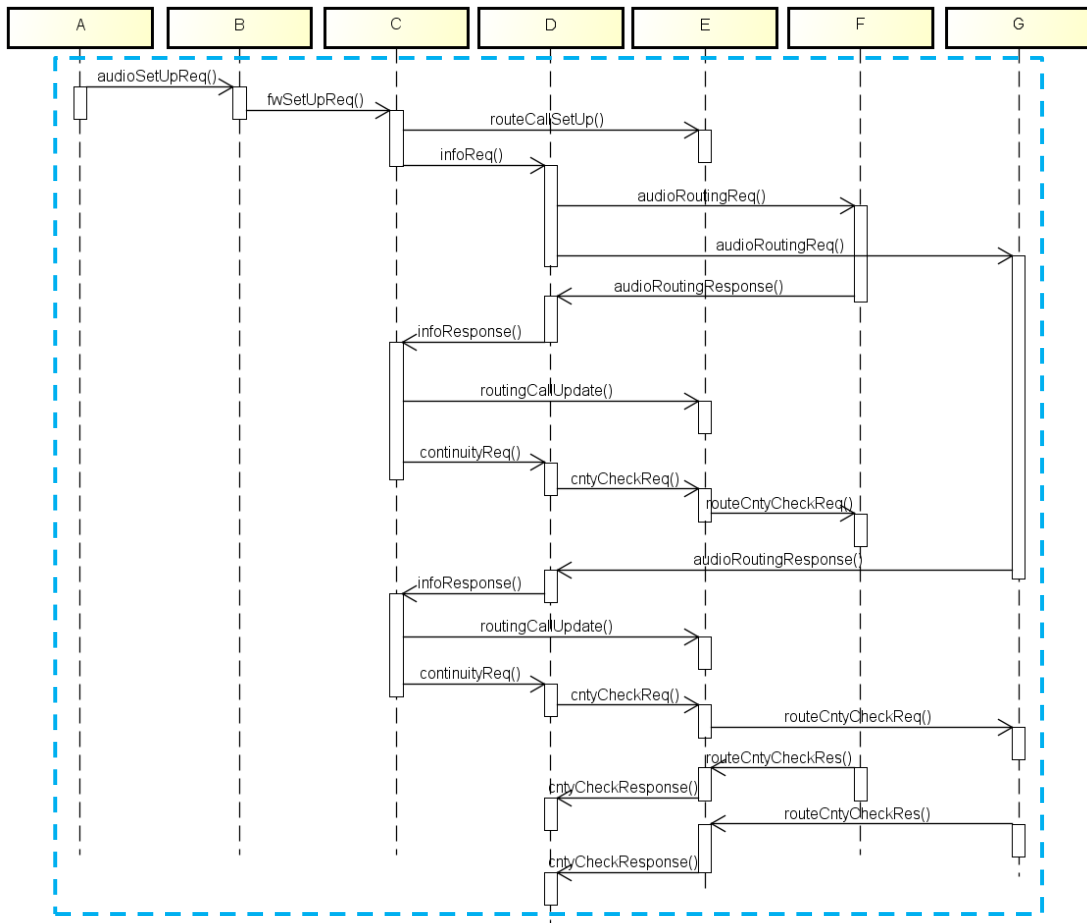 A
B
C
D
E
F
G
audioSetUpReq()
fwSetUpReq()
routeCallSetUp()
infoReq()
audioRoutingReq()
audioRoutingReq()
audioRoutingResponse()
infoResponse()
routingCallUpdate()
continuityReq()
cntyCheckReq()
routeCntyCheckReq()
audioRoutingResponse()
infoResponse()
routingCallUpdate()
continuityReq()
cntyCheckReq()
routeCntyCheckReq()
routeCntyCheckRes()
cntyCheckResponse()
routeCntyCheckRes()
cntyCheckResponse()